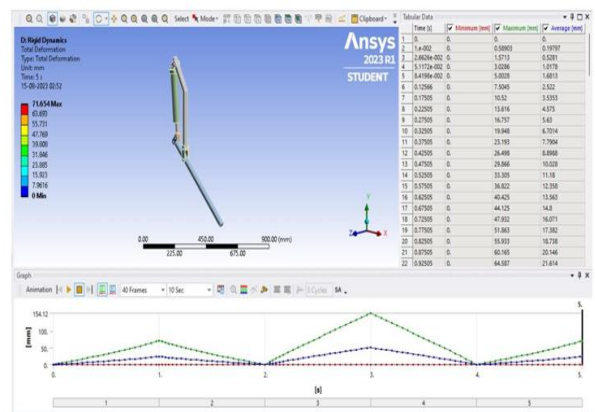 Select
Mode
Clipboard
D: Rigid Dynamics
Total Deformation
Type: Total Deformation
Unit: mm
Time: 5 s
15-08-2023 02:52
71.654 Max
63.693
55.731
47.769
39.808
31.846
23.885
15.923
7.9616
0 Min
Ansys
2023 R1
STUDENT
Y
Z X
0.00 450.00 900.00 (mm)
225.00 675.00
Tabular Data
Time [s] Minimum [mm] Maximum [mm] Average [mm]
1 0. 0. 0. 0.
2 1.e-002 0. 0.58903 0.19797
3 2.6626e-002 0. 1.5713 0.5281
4 5.1172e-002 0. 3.0286 1.0178
5 8.4190e-002 0. 5.0028 1.6813
6 0.12566 0. 7.5045 2.522
7 0.17505 0. 10.52 3.5353
8 0.22505 0. 13.616 4.575
9 0.27505 0. 16.757 5.63
10 0.32505 0. 19.948 6.7014
11 0.37505 0. 23.193 7.7904
12 0.42505 0. 26.498 8.8988
13 0.47505 0. 29.866 10.028
14 0.52505 0. 33.305 11.18
15 0.57505 0. 36.822 12.358
16 0.62505 0. 40.425 13.563
17 0.67505 0. 44.125 14.8
18 0.72505 0. 47.932 16.071
19 0.77505 0. 51.863 17.382
20 0.82505 0. 55.933 18.738
21 0.87505 0. 60.165 20.146
22 0.92505 0. 64.587 21.614
Graph
Animation 40 Frames 10 Sec 3 Cycles SA
5.
154.12
100.
50.
0.
[mm]
0. 1. 2. 3. 4. 5.
[s]
1 2 3 4 5